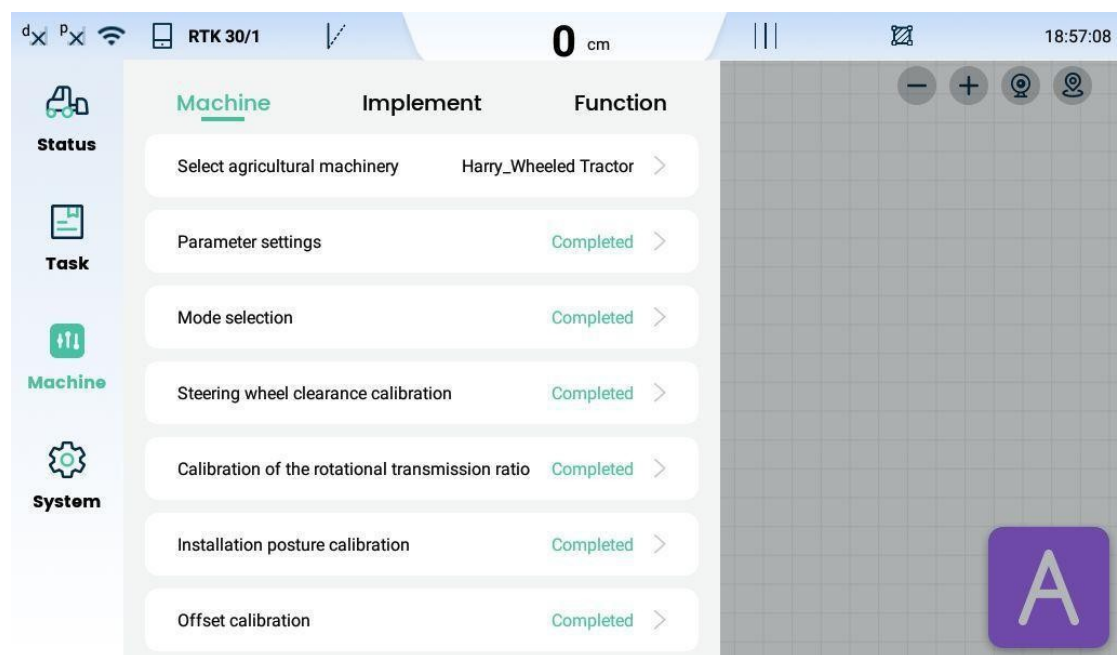 d p RTK 30/1 0 cm 18:57:08
Machine Implement Function
Status
Select agricultural machinery Harry_Wheeled Tractor
Parameter settings Completed
Task
Mode selection Completed
Machine
Steering wheel clearance calibration Completed
Calibration of the rotational transmission ratio Completed
System
Installation posture calibration Completed
Offset calibration Completed
A